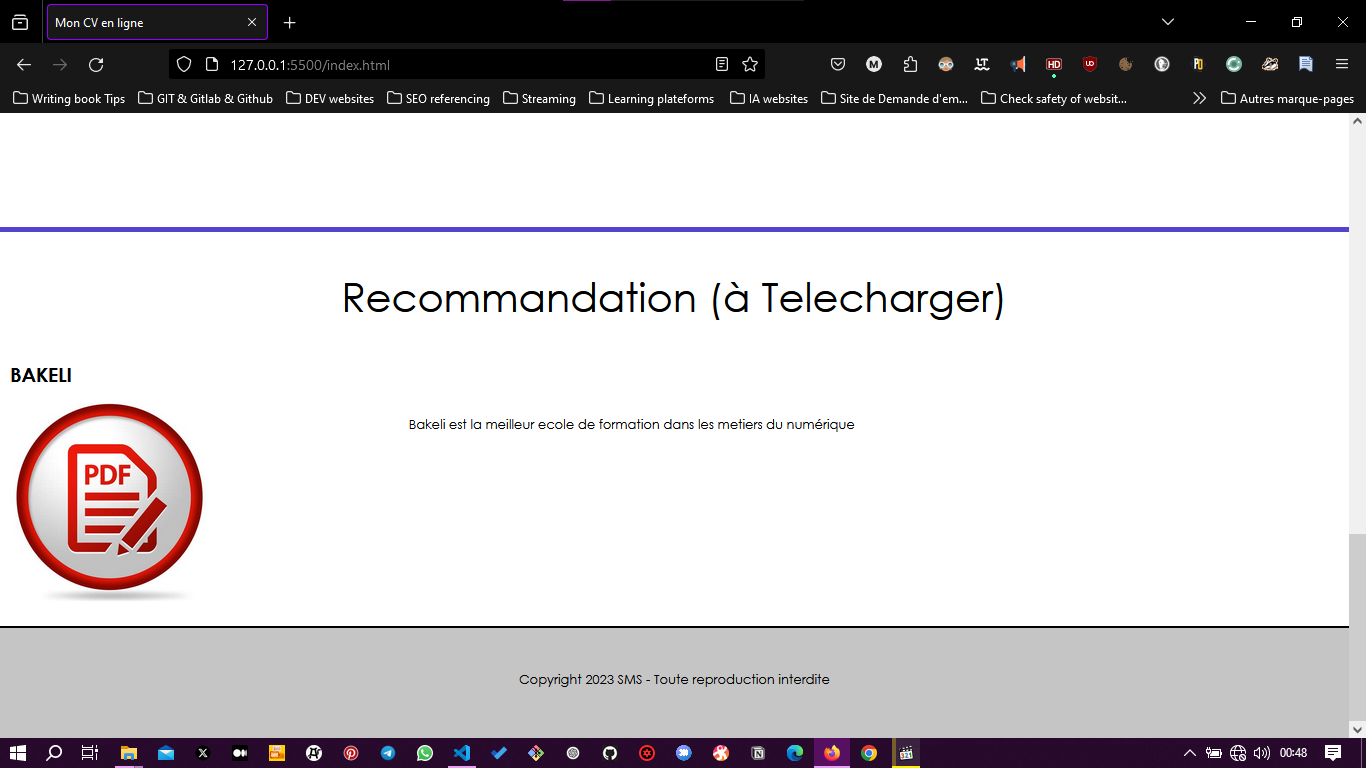 Mon CV en ligne
127.0.0.1:5500/index.html
M
HD
UD
Writing book Tips
GIT & Gitlab & Github
DEV websites
SEO referencing
Streaming
Learning plateforms
IA websites
Site de Demande d'em...
Check safety of websit...
Autres marque-pages
Recommandation (à Telecharger)
BAKELI
PDF
Bakeli est la meilleur ecole de formation dans les metiers du numérique
Copyright 2023 SMS - Toute reproduction interdite
00:48